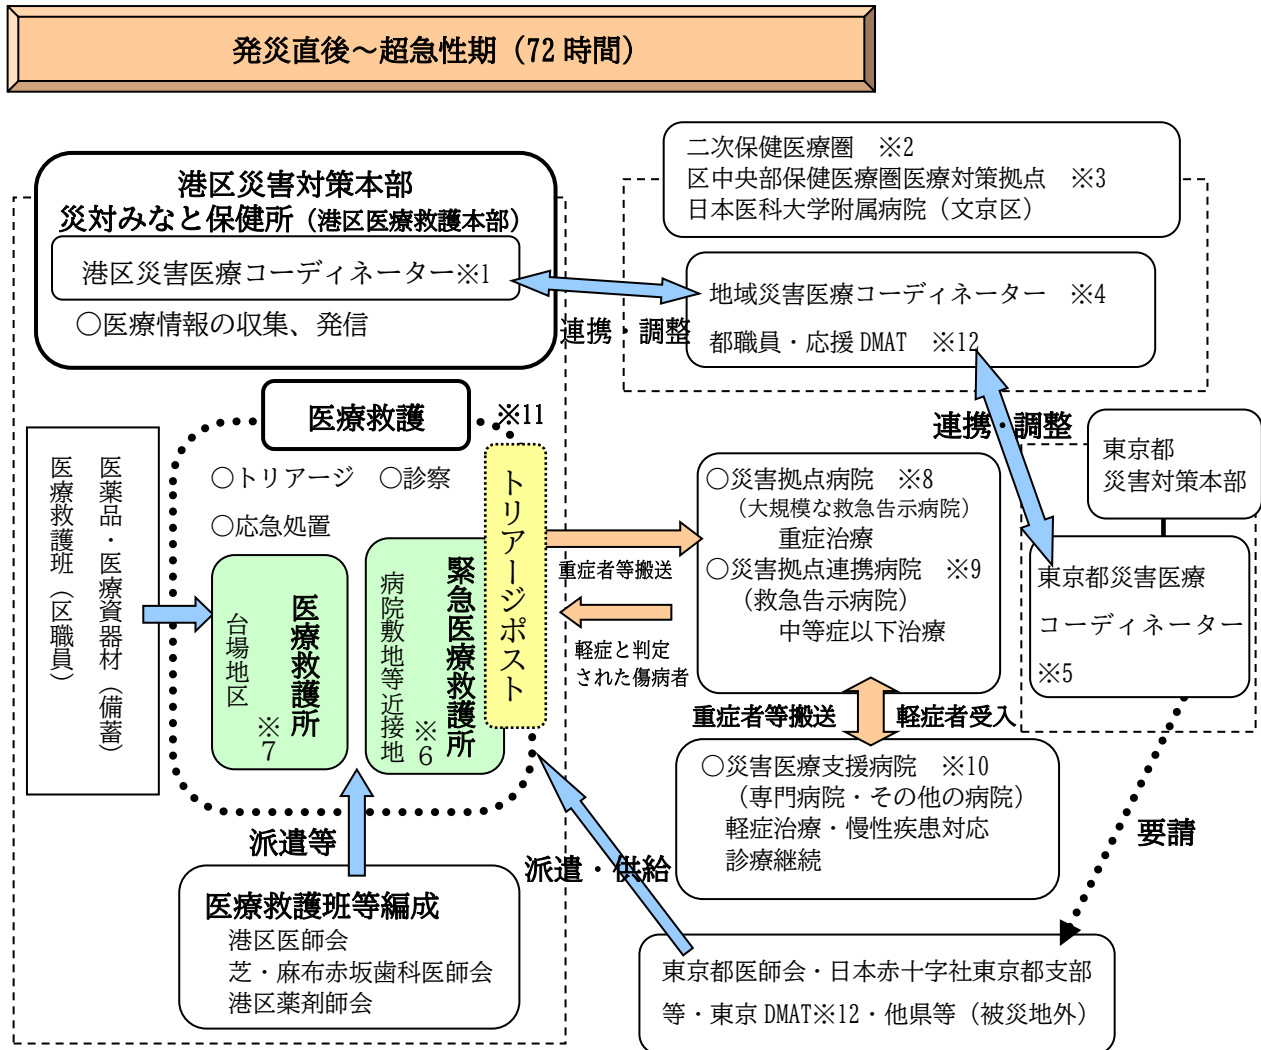 発災直後～超急性期（72時間）
港区災害対策本部
災対みなと保健所（港区医療救護本部）
港区災害医療コーディネーター※1
○医療情報の収集、発信
二次保健医療圏　※2
区中央部保健医療圏医療対策拠点　※3
日本医科大学附属病院（文京区）
地域災害医療コーディネーター　※4
都職員・応援DMAT　※12
連携・調整
連携・調整
東京都
災害対策本部
東京都災害医療
コーディネーター
※5
医療救護
※11
○トリアージ　○診察
○応急処置
医薬品・医療資器材（備蓄）
医療救護班（区職員）
医療救護所
台場地区
※7
緊急医療救護所
病院敷地等近接地
※6
トリアージポスト
重症者等搬送
軽症と判定
された傷病者
○災害拠点病院　※8
（大規模な救急告示病院）
重症治療
○災害拠点連携病院　※9
（救急告示病院）
中等症以下治療
重症者等搬送
軽症者受入
○災害医療支援病院　※10
（専門病院・その他の病院）
軽症治療・慢性疾患対応
診療継続
派遣等
派遣・供給
要請
医療救護班等編成
港区医師会
芝・麻布赤坂歯科医師会
港区薬剤師会
東京都医師会・日本赤十字社東京都支部
等・東京DMAT※12・他県等（被災地外）